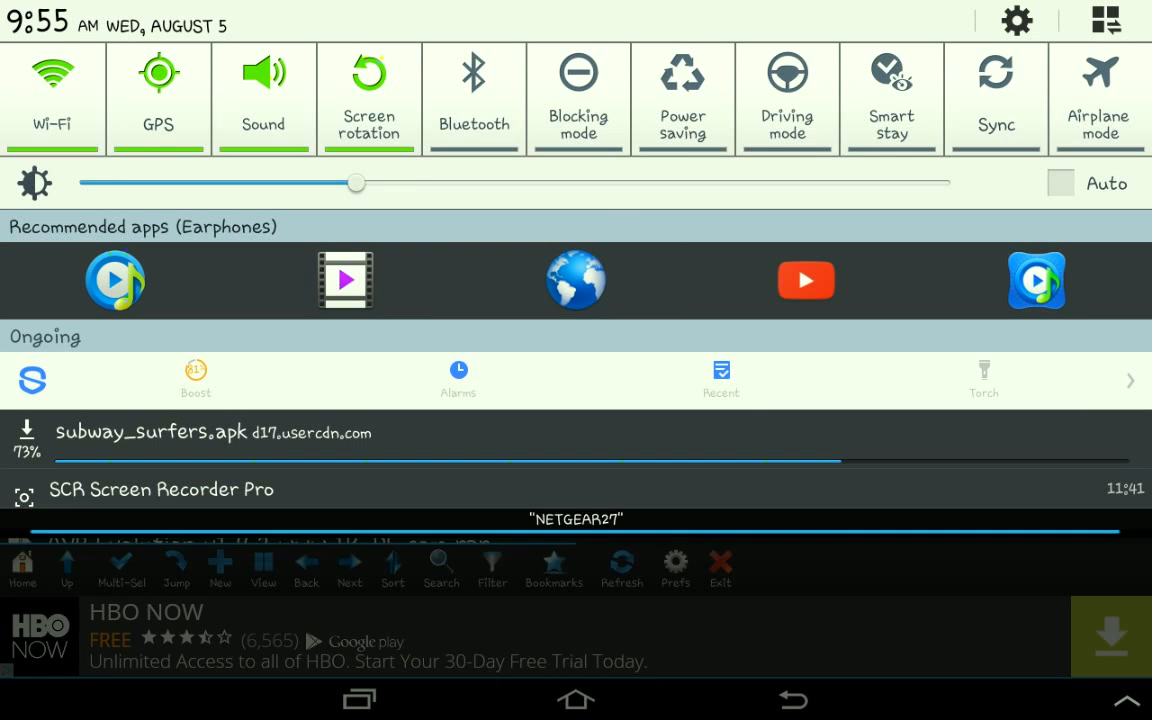 9:55 AM WED, AUGUST 5
Wi-Fi
GPS
Sound
Screen rotation
Bluetooth
Blocking mode
Power saving
Driving mode
Smart stay
Sync
Airplane mode
Auto
Recommended apps (Earphones)
Ongoing
81%
Boost
Alarms
Recent
Torch
subway_surfers.apk d17.usercdn.com
73%
SCR Screen Recorder Pro 11:41
"NETGEAR27"
Home Up Multi-Sel Jump New View Back Next Sort Search Filter Bookmarks Refresh Prefs Exit
HBO NOW
HBO NOW
FREE (6,565) Google play
Unlimited Access to all of HBO. Start Your 30-Day Free Trial Today.